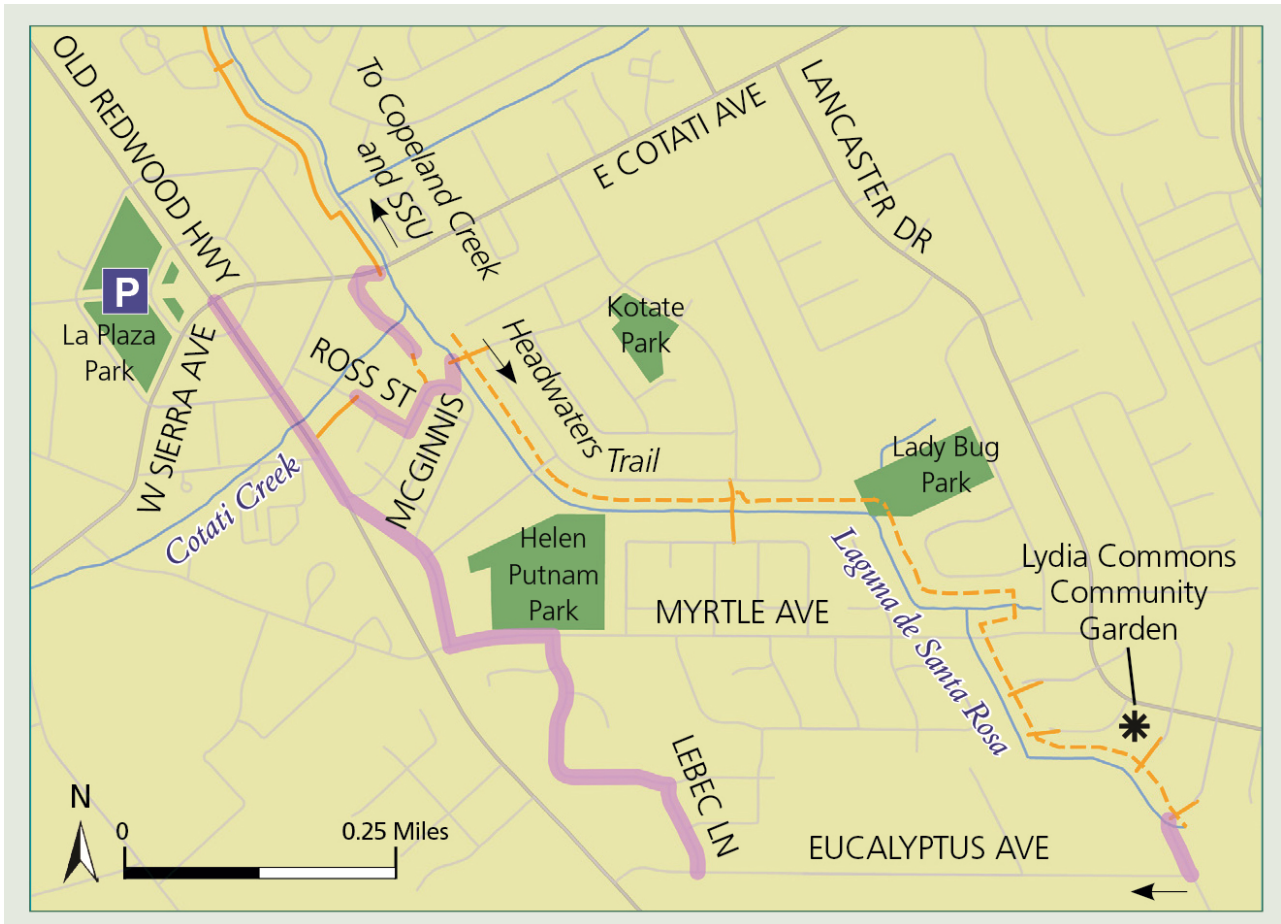 OLD REDWOOD HWY
To Copeland Creek
and SSU
E COTATI AVE
LANCASTER DR
P
La Plaza
Park
W SIERRA AVE
ROSS ST
MCGINNIS
Cotati Creek
Headwaters
Trail
Kotate
Park
Lady Bug
Park
Helen
Putnam
Park
MYRTLE AVE
Laguna de Santa Rosa
Lydia Commons
Community
Garden
LEBEC LN
EUCALYPTUS AVE
N
0
0.25 Miles